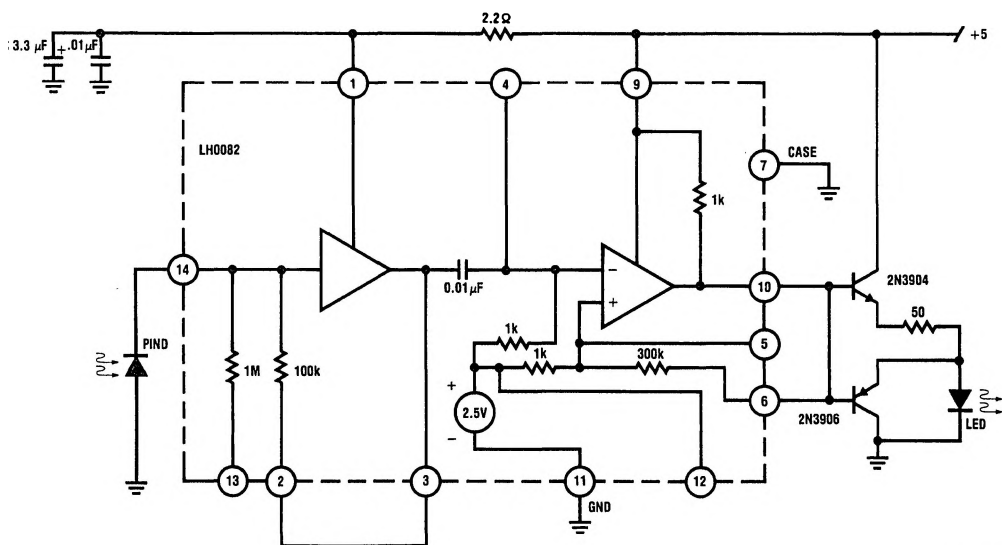 : 3.3 µF
+
.01µF
2.2Ω
+5
1
4
9
LH0082
7
CASE
1k
14
0.01µF
−
+
10
2N3904
PIND
1M
100k
1k
1k
300k
5
50
+
2.5V
−
6
2N3906
LED
13
2
3
11
GND
12